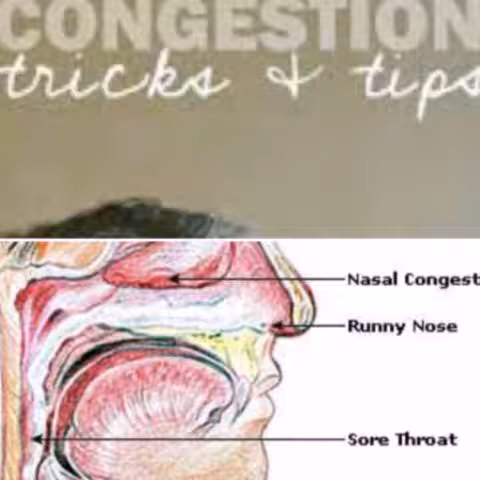 CONGESTION
tricks & tips
Nasal Congest
Runny Nose
Sore Throat